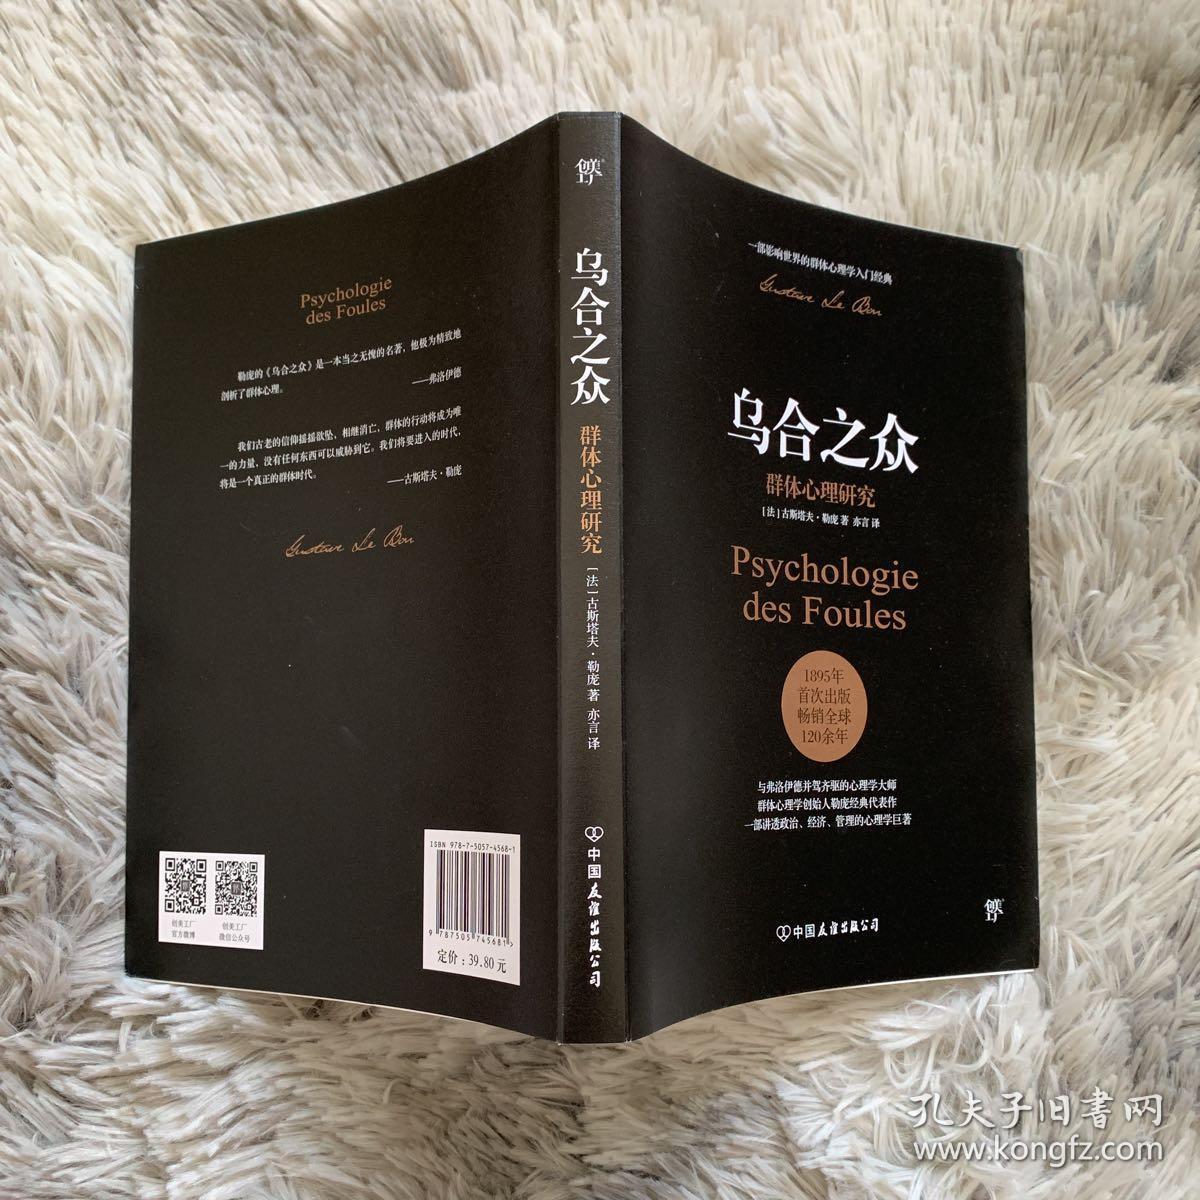 Psychologie
des Foules
勒庞的《乌合之众》是一本当之无愧的名著，他极为精致地
剖析了群体心理。
——弗洛伊德
我们古老的信仰摇摇欲坠、相继消亡、群体的行动将成为唯
一的力量，没有任何东西可以威胁到它。我们将要进入的时代，
将是一个真正的群体时代。
——古斯塔夫·勒庞
Gustave Le Bon
创美工厂
官方微博
创美工厂
微信公众号
ISBN 978-7-5057-4568-1
9 787505 745681>
定价：39.80元
乌合之众
群体心理研究
[法]古斯塔夫·勒庞 著 亦言 译
中国友谊出版公司
一部影响世界的群体心理学入门经典
Gustave Le Bon
乌合之众
群体心理研究
[法]古斯塔夫·勒庞 著 亦言 译
Psychologie
des Foules
1895年
首次出版
畅销全球
120余年
与弗洛伊德并驾齐驱的心理学大师
群体心理学创始人勒庞经典代表作
一部讲透政治、经济、管理的心理学巨著
中国友谊出版公司
孔夫子旧书网
www.kongfz.com